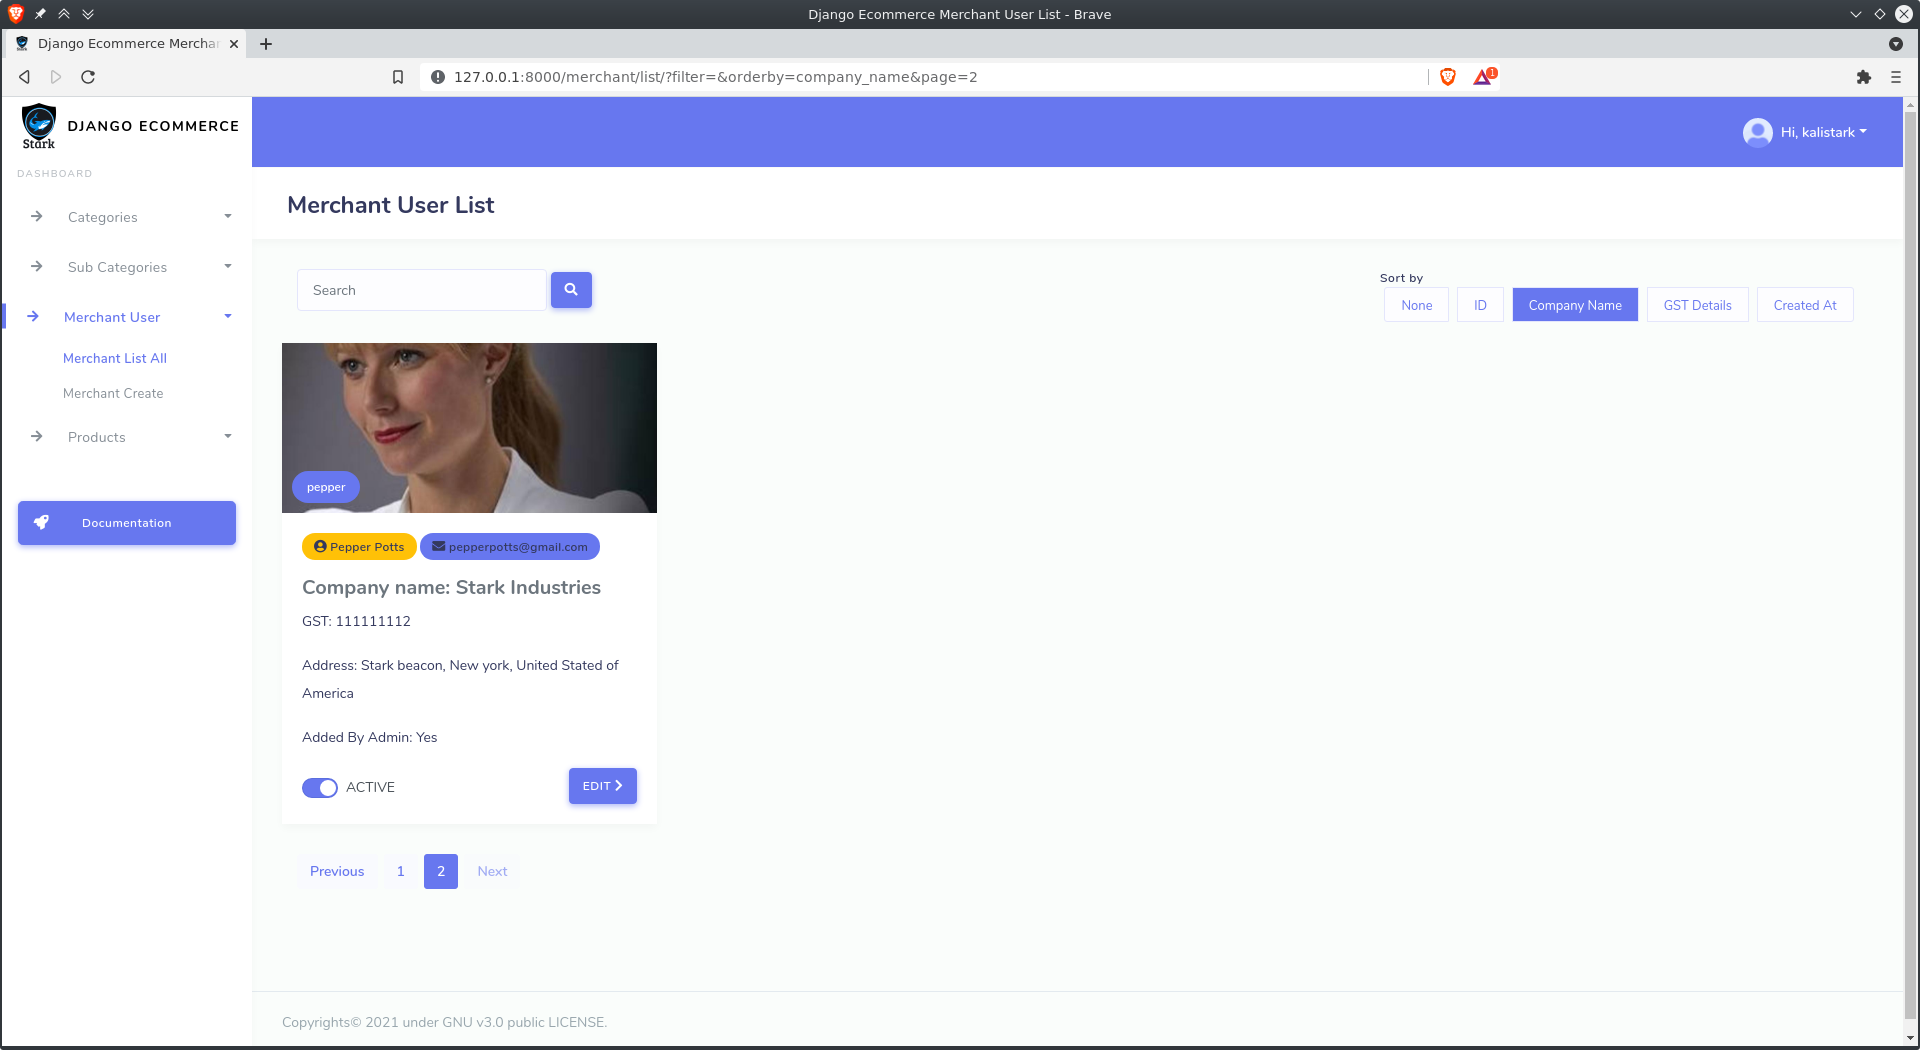 Django Ecommerce Merchant User List - Brave
Django Ecommerce Mercha
127.0.0.1:8000/merchant/list/?filter=&orderby=company_name&page=2
1
Stark
DJANGO ECOMMERCE
Hi, kalistark
DASHBOARD
Categories
Sub Categories
Merchant User
Merchant List All
Merchant Create
Products
Documentation
Merchant User List
Search
Sort by
None
ID
Company Name
GST Details
Created At
pepper
Pepper Potts
pepperpotts@gmail.com
Company name: Stark Industries
GST: 111111112
Address: Stark beacon, New york, United Stated of
America
Added By Admin: Yes
ACTIVE
EDIT
Previous
1
2
Next
Copyrights© 2021 under GNU v3.0 public LICENSE.